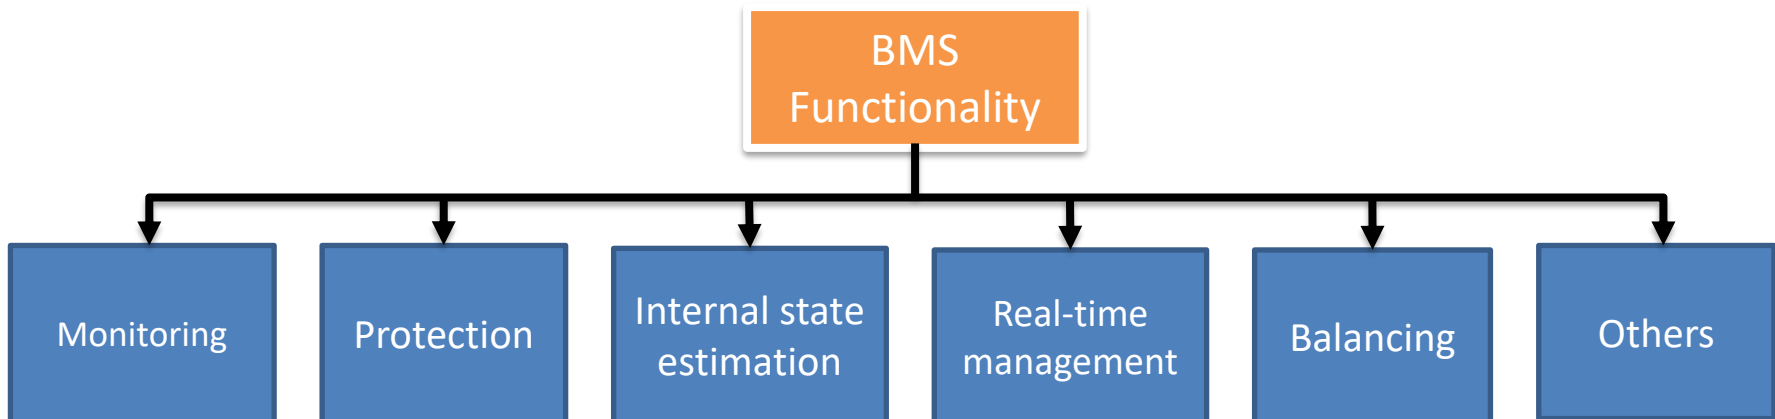 BMS
Functionality
Monitoring
Protection
Internal state
estimation
Real-time
management
Balancing
Others